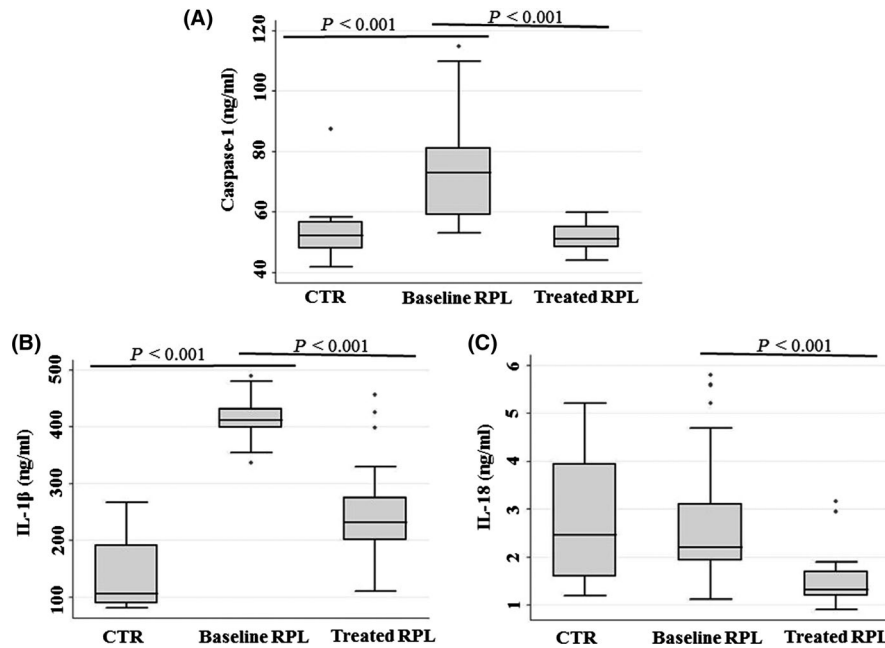 (A)
P < 0.001
P < 0.001
Caspase-1 (ng/ml)
120
100
80
60
40
CTR
Baseline RPL
Treated RPL
(B)
P < 0.001
P < 0.001
IL-1β (ng/ml)
500
400
300
200
100
CTR
Baseline RPL
Treated RPL
(C)
P < 0.001
IL-18 (ng/ml)
6
5
4
3
2
1
CTR
Baseline RPL
Treated RPL